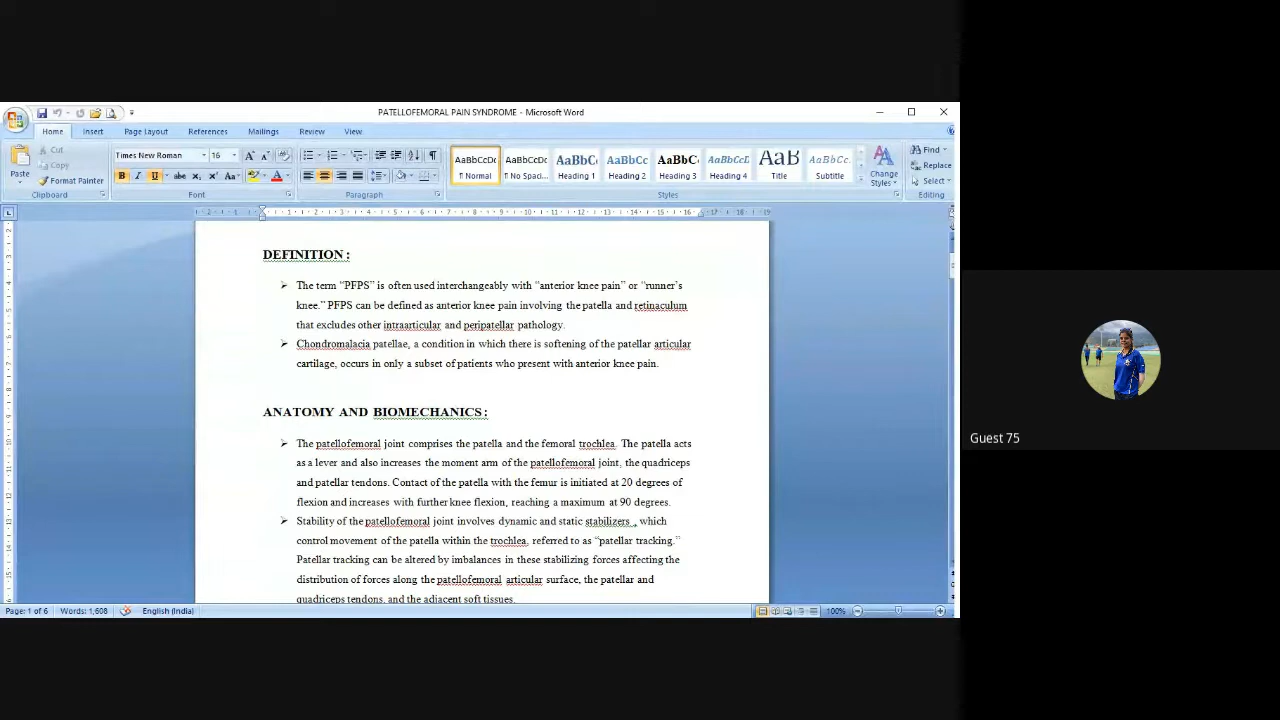 PATELLOFEMORAL PAIN SYNDROME - Microsoft Word
Home Insert Page Layout References Mailings Review View
Paste
Cut
Copy
Format Painter
Clipboard
Times New Roman 16
Font
Paragraph
AaBbCcDc AaBbCcDc AaBbC AaBbCc AaBbC AaBbCcD AaB AaBbCc.
¶ Normal ¶ No Spaci... Heading 1 Heading 2 Heading 3 Heading 4 Title Subtitle
Change Styles
Styles
Find
Replace
Select
Editing
DEFINITION :
➢ The term “PFPS” is often used interchangeably with “anterior knee pain” or “runner’s
knee.” PFPS can be defined as anterior knee pain involving the patella and retinaculum
that excludes other intraarticular and peripatellar pathology.
➢ Chondromalacia patellae, a condition in which there is softening of the patellar articular
cartilage, occurs in only a subset of patients who present with anterior knee pain.
ANATOMY AND BIOMECHANICS :
➢ The patellofemoral joint comprises the patella and the femoral trochlea. The patella acts
as a lever and also increases the moment arm of the patellofemoral joint, the quadriceps
and patellar tendons. Contact of the patella with the femur is initiated at 20 degrees of
flexion and increases with further knee flexion, reaching a maximum at 90 degrees.
➢ Stability of the patellofemoral joint involves dynamic and static stabilizers , which
control movement of the patella within the trochlea, referred to as “patellar tracking.”
Patellar tracking can be altered by imbalances in these stabilizing forces affecting the
distribution of forces along the patellofemoral articular surface, the patellar and
quadriceps tendons, and the adjacent soft tissues.
Page: 1 of 6 Words: 1,608 English (India) 100%
Guest 75